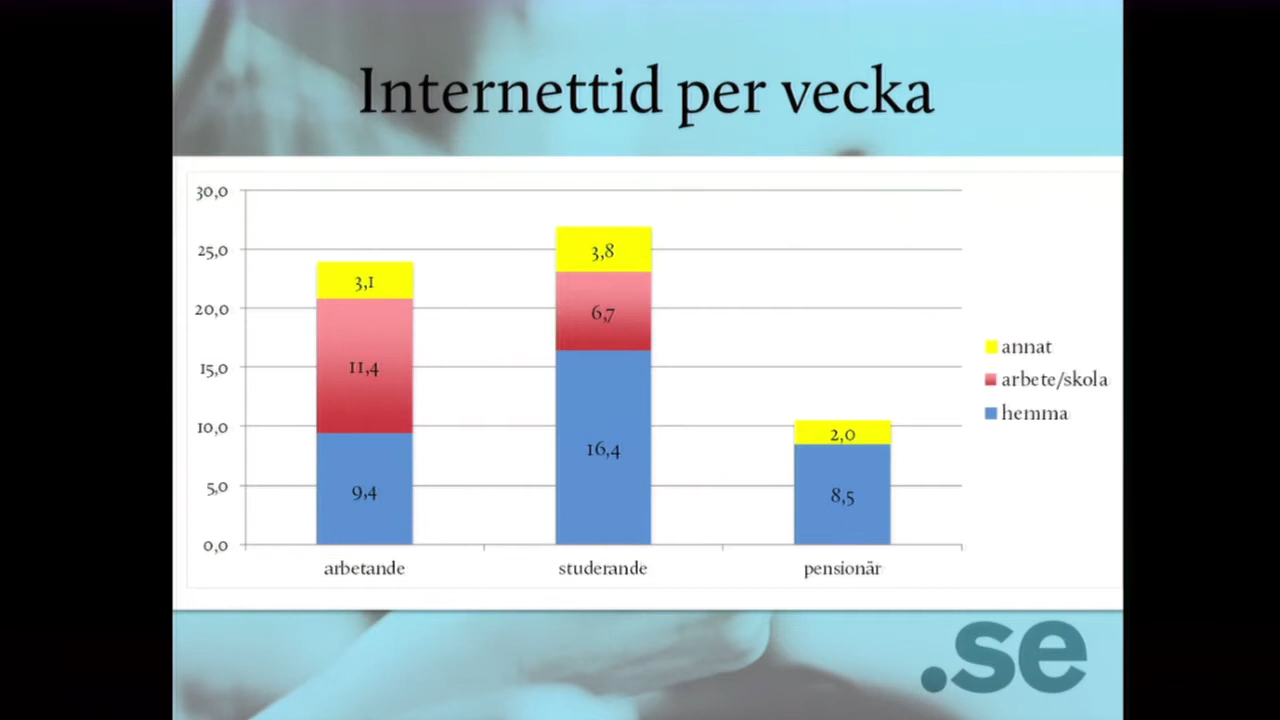 Internettid per vecka
30,0
25,0
20,0
15,0
10,0
5,0
0,0
3,1
11,4
9,4
3,8
6,7
16,4
2,0
8,5
arbetande
studerande
pensionär
annat
arbete/skola
hemma
.se